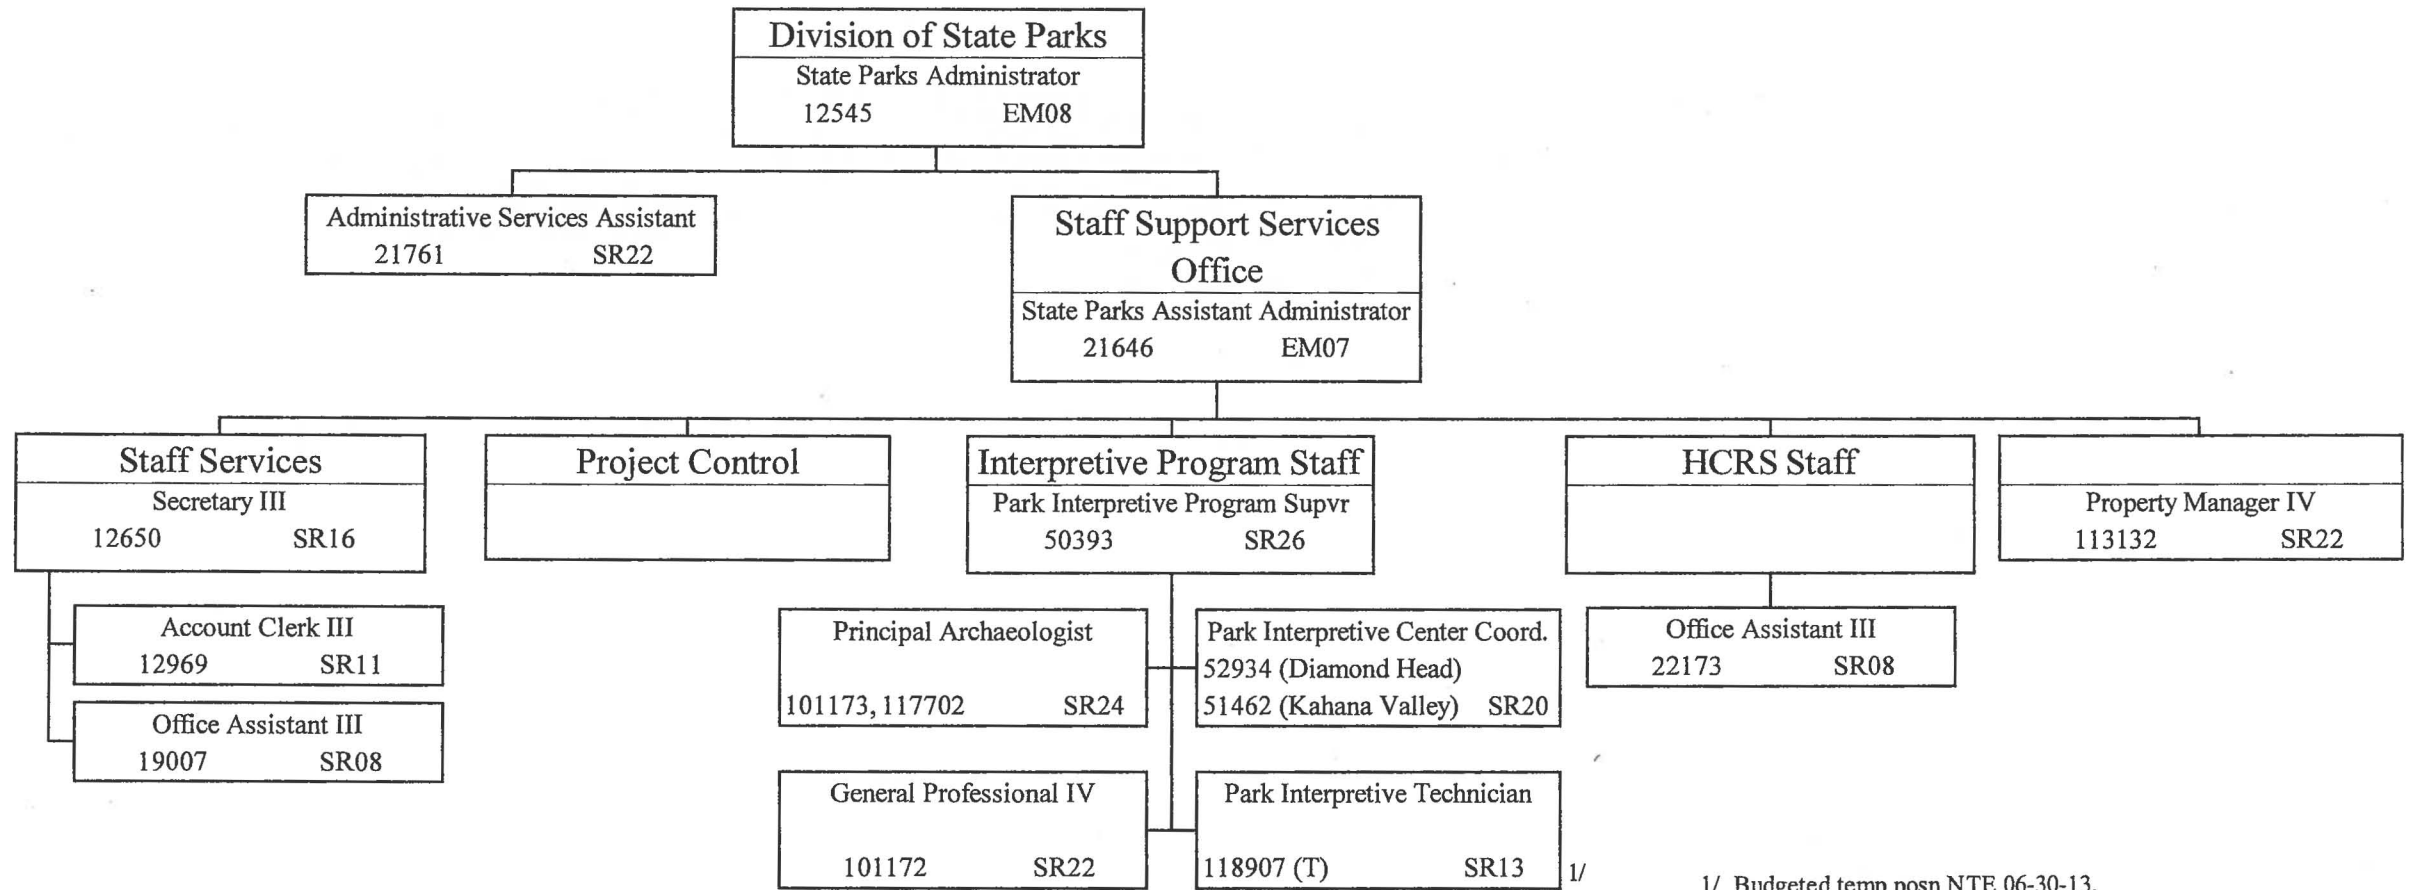 Division of State Parks
State Parks Administrator
12545 EM08
Administrative Services Assistant
21761 SR22
Staff Support Services
Office
State Parks Assistant Administrator
21646 EM07
Staff Services
Secretary III
12650 SR16
Project Control
Interpretive Program Staff
Park Interpretive Program Supvr
50393 SR26
HCRS Staff
Property Manager IV
113132 SR22
Account Clerk III
12969 SR11
Office Assistant III
19007 SR08
Principal Archaeologist
101173, 117702 SR24
Park Interpretive Center Coord.
52934 (Diamond Head)
51462 (Kahana Valley) SR20
Office Assistant III
22173 SR08
General Professional IV
101172 SR22
Park Interpretive Technician
118907 (T) SR13 1/
1/ Budgeted temp posn NTE 06-30-13.